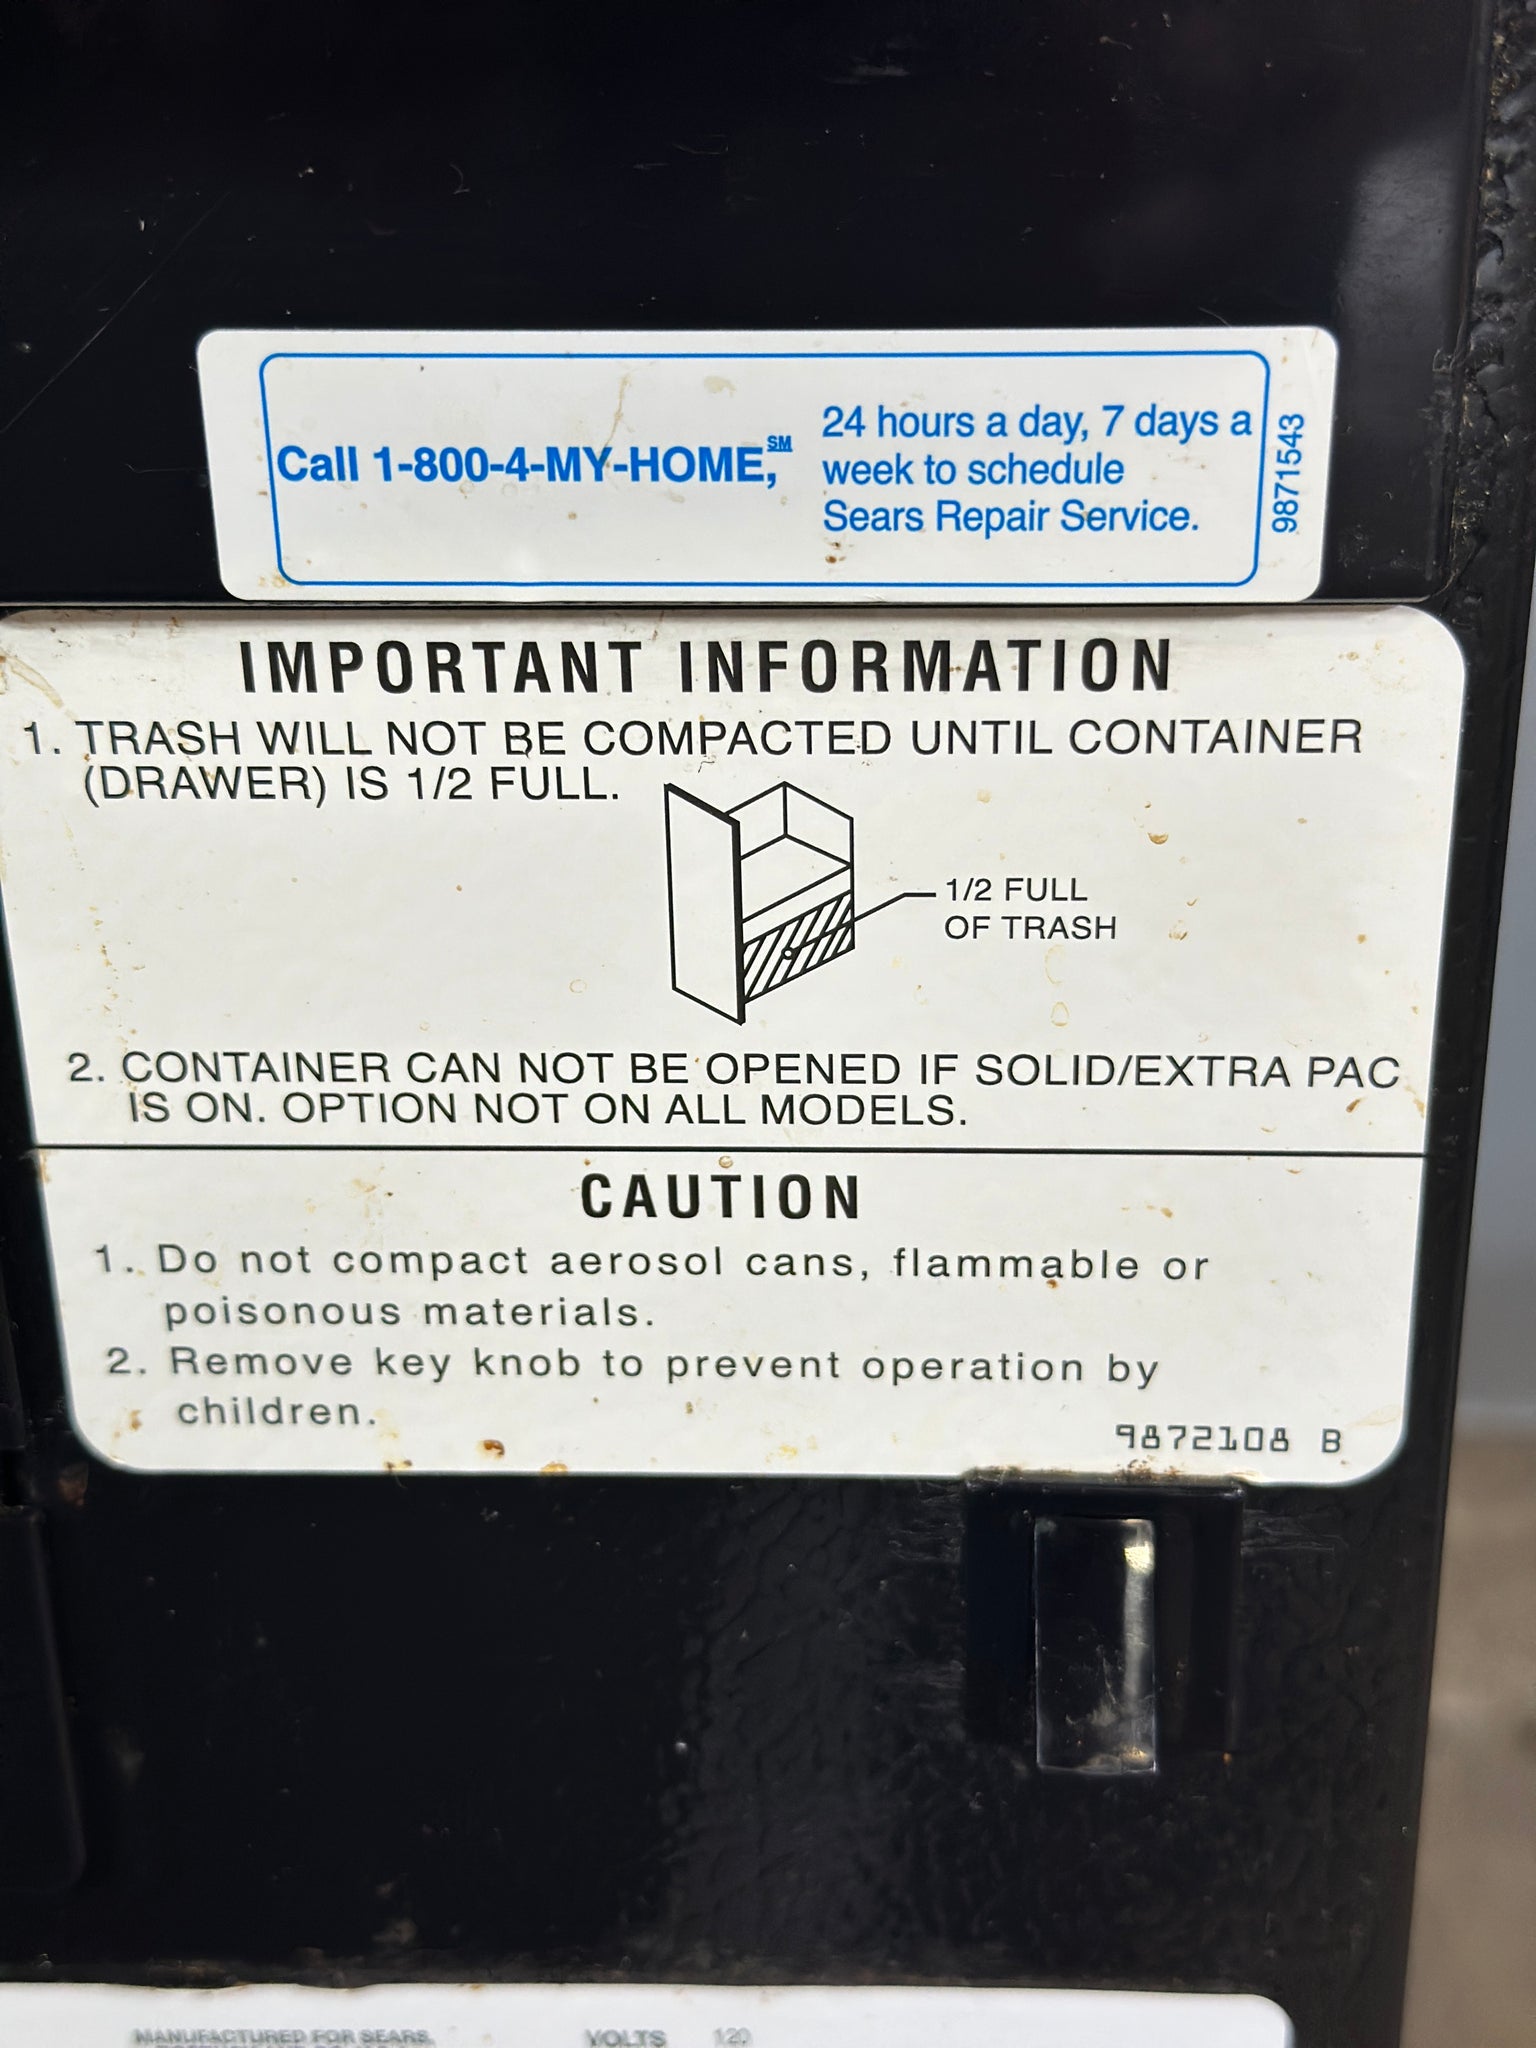 Call 1-800-4-MY-HOME,SM
24 hours a day, 7 days a
week to schedule
Sears Repair Service.
9871543
IMPORTANT INFORMATION
1. TRASH WILL NOT BE COMPACTED UNTIL CONTAINER
(DRAWER) IS 1/2 FULL.
1/2 FULL
OF TRASH
2. CONTAINER CAN NOT BE OPENED IF SOLID/EXTRA PAC
IS ON. OPTION NOT ON ALL MODELS.
CAUTION
1. Do not compact aerosol cans, flammable or
poisonous materials.
2. Remove key knob to prevent operation by
children.
9872108 B
MANUFACTURED FOR SEARS, VOLTS 120